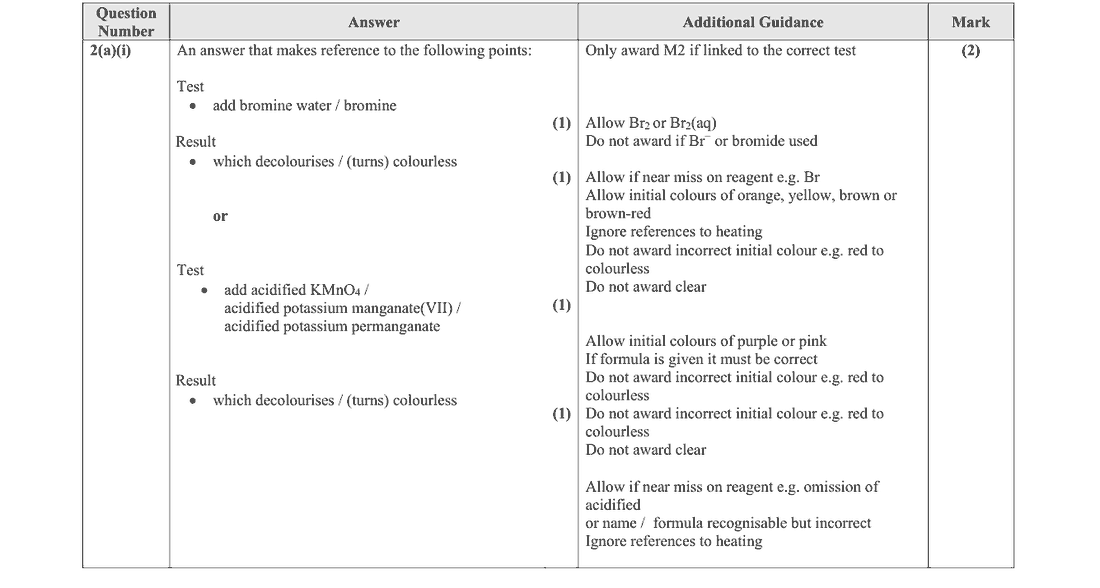 Question Number
Answer
Additional Guidance
Mark
2(a)(i)
An answer that makes reference to the following points:
Test
• add bromine water / bromine
(1)
Result
• which decolourises / (turns) colourless
(1)
or
Test
• add acidified KMnO₄ /
acidified potassium manganate(VII) /
acidified potassium permanganate
(1)
Result
• which decolourises / (turns) colourless
(1)
Only award M2 if linked to the correct test
Allow Br₂ or Br₂(aq)
Do not award if Br⁻ or bromide used
Allow if near miss on reagent e.g. Br
Allow initial colours of orange, yellow, brown or
brown-red
Ignore references to heating
Do not award incorrect initial colour e.g. red to
colourless
Do not award clear
Allow initial colours of purple or pink
If formula is given it must be correct
Do not award incorrect initial colour e.g. red to
colourless
Do not award incorrect initial colour e.g. red to
colourless
Do not award clear
Allow if near miss on reagent e.g. omission of
acidified
or name / formula recognisable but incorrect
Ignore references to heating
(2)